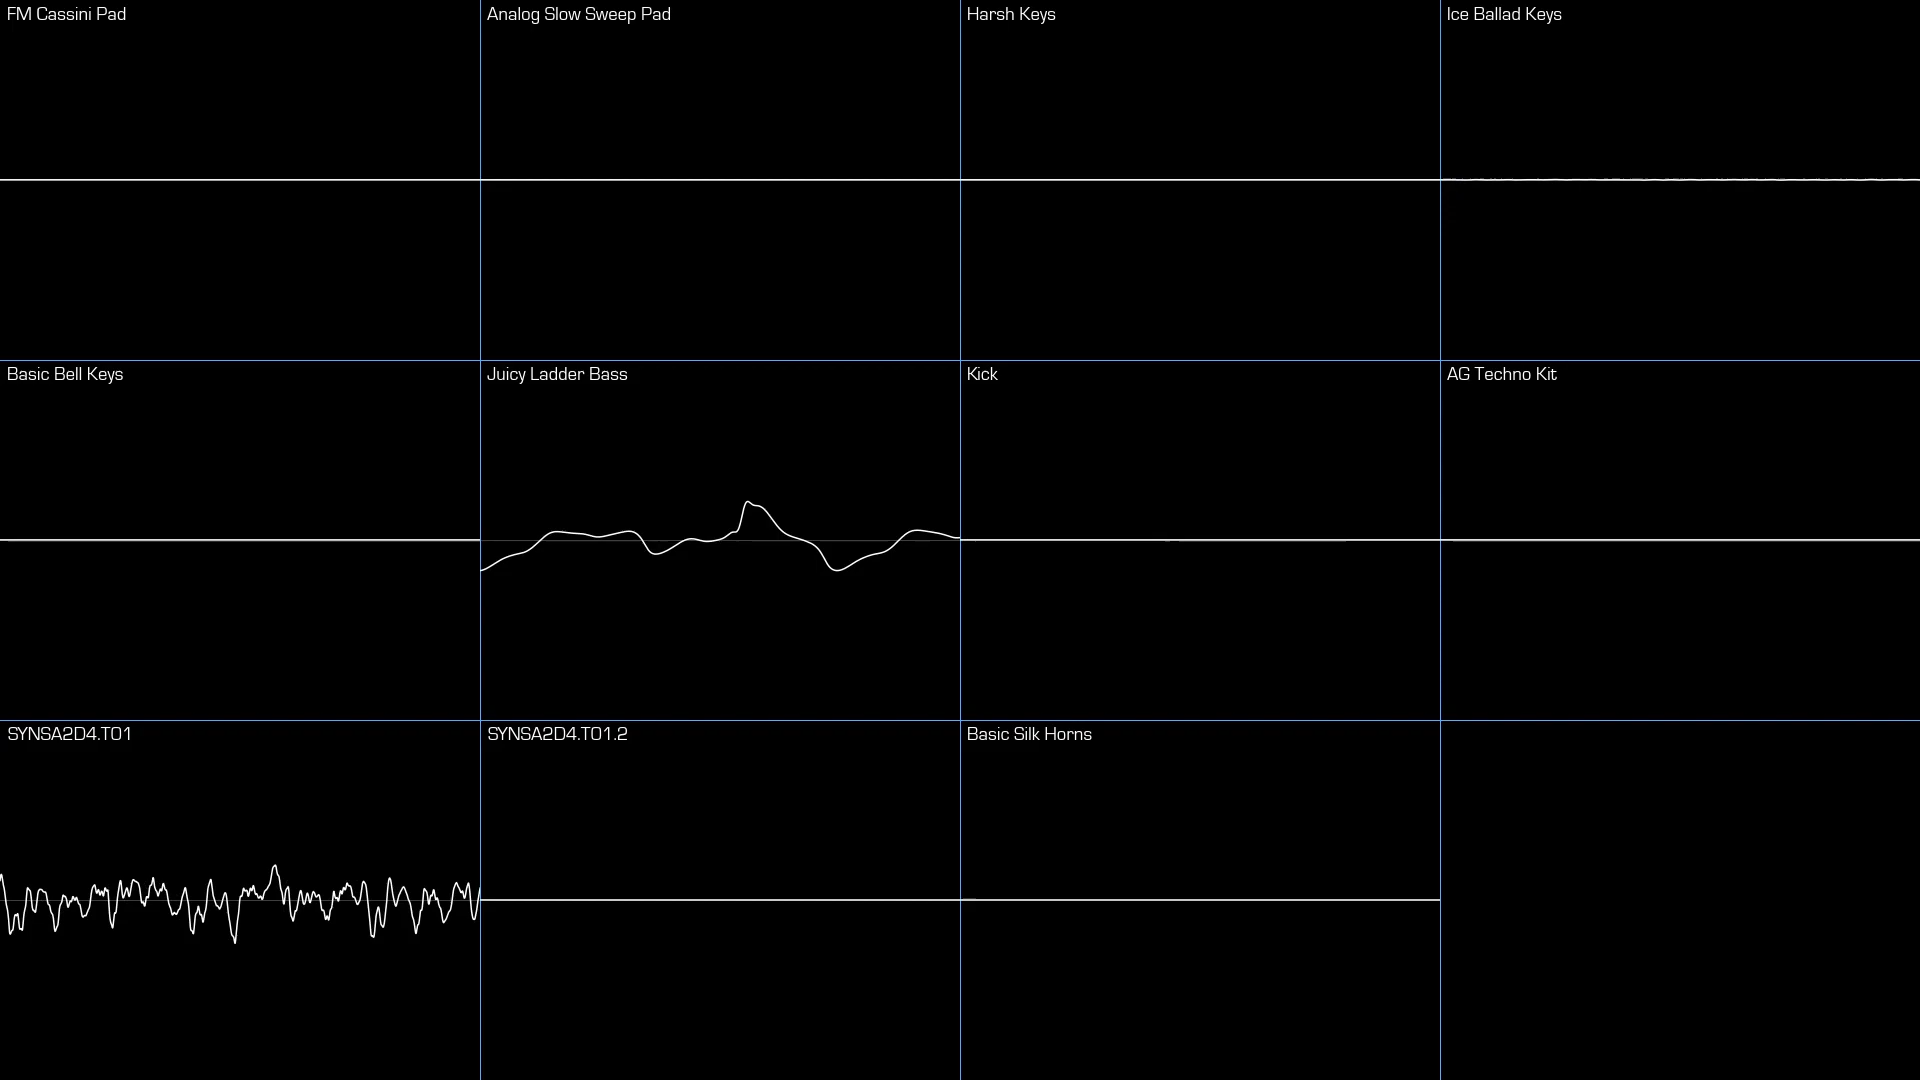 FM Cassini Pad
Analog Slow Sweep Pad
Harsh Keys
Ice Ballad Keys
Basic Bell Keys
Juicy Ladder Bass
Kick
AG Techno Kit
SYNSA2D4.T01
SYNSA2D4.T01.2
Basic Silk Horns